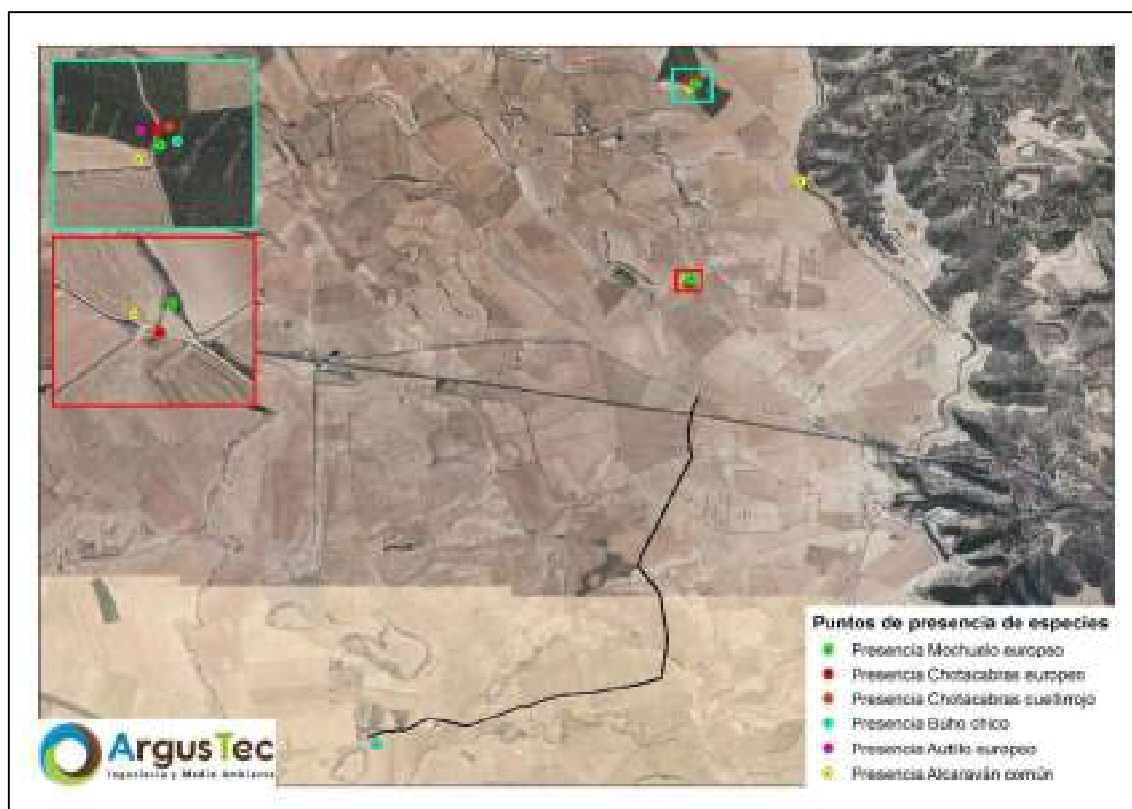 Puntos de presencia de especies
Presencia Mochuelo europeo
Presencia Chotacabras europeo
Presencia Chotacabras cuellirrojo
Presencia Búho chico
Presencia Autillo europeo
Presencia Alcaraván común
ArgusTec
Ingeniería y Medio Ambiente